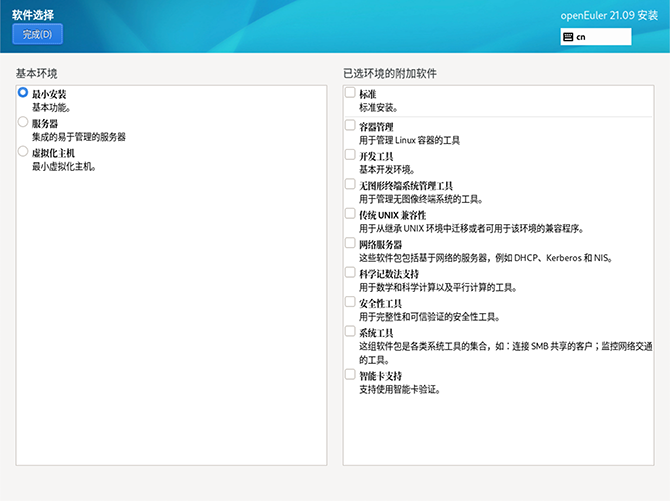 软件选择
openEuler 21.09 安装
完成(D)
cn
基本环境
最小安装
基本功能。
服务器
集成的易于管理的服务器
虚拟化主机
最小虚拟化主机。
已选环境的附加软件
标准
标准安装。
容器管理
用于管理 Linux 容器的工具
开发工具
基本开发环境。
无图形终端系统管理工具
用于管理无图像终端系统的工具。
传统 UNIX 兼容性
用于从继承 UNIX 环境中迁移或者可用于该环境的兼容程序。
网络服务器
这些软件包包括基于网络的服务器，例如 DHCP、Kerberos 和 NIS。
科学记数法支持
用于数学和科学计算以及平行计算的工具。
安全性工具
用于完整性和可信验证的安全性工具。
系统工具
这组软件包是各类系统工具的集合，如：连接 SMB 共享的客户；监控网络交通
的工具。
智能卡支持
支持使用智能卡验证。